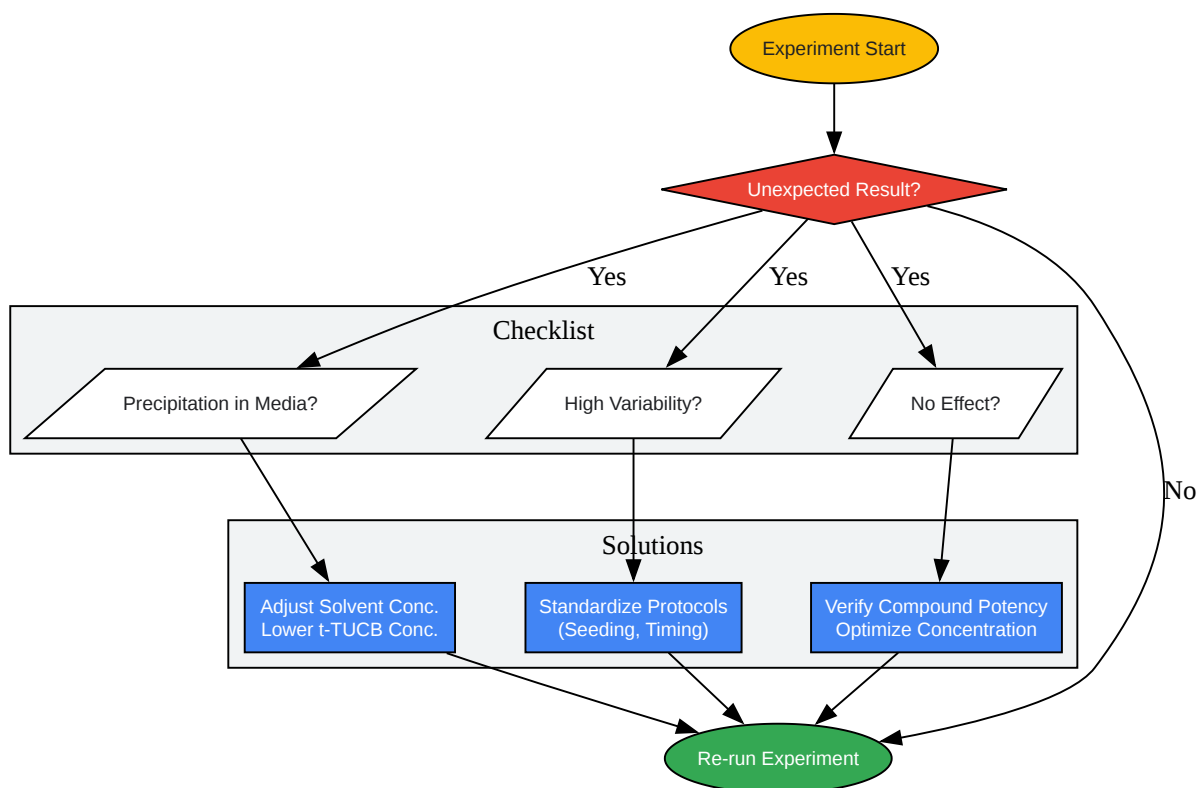 Experiment Start
Unexpected Result?
Yes
Yes
Yes
Checklist
Precipitation in Media?
High Variability?
No Effect?
No
Solutions
Adjust Solvent Conc.
Lower t-TUCB Conc.
Standardize Protocols
(Seeding, Timing)
Verify Compound Potency
Optimize Concentration
Re-run Experiment